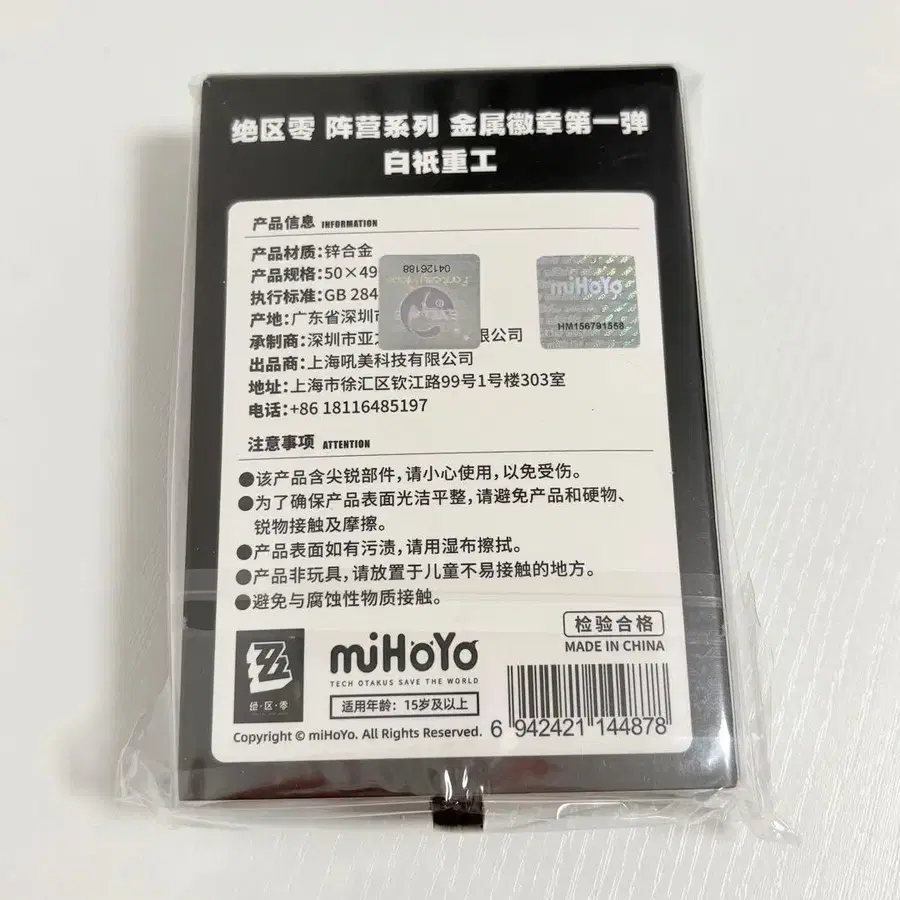 绝区零 阵营系列 金属徽章第一弹
白祇重工
产品信息 INFORMATION
产品材质:锌合金
产品规格:50×49
执行标准:GB 284
产地:广东省深圳市
承制商:深圳市亚 限公司
出品商:上海吼美科技有限公司
地址:上海市徐汇区钦江路99号1号楼303室
电话:+86 18116485197
04126188
miHoYo
HM156791558
注意事项 ATTENTION
●该产品含尖锐部件,请小心使用,以免受伤。
●为了确保产品表面光洁平整,请避免产品和硬物、
锐物接触及摩擦。
●产品表面如有污渍,请用湿布擦拭。
●产品非玩具,请放置于儿童不易接触的地方。
●避免与腐蚀性物质接触。
检验合格
MADE IN CHINA
绝·区·零
miHoYo
TECH OTAKUS SAVE THE WORLD
适用年龄:15岁及以上
Copyright © miHoYo. All Rights Reserved.
6 942421 144878